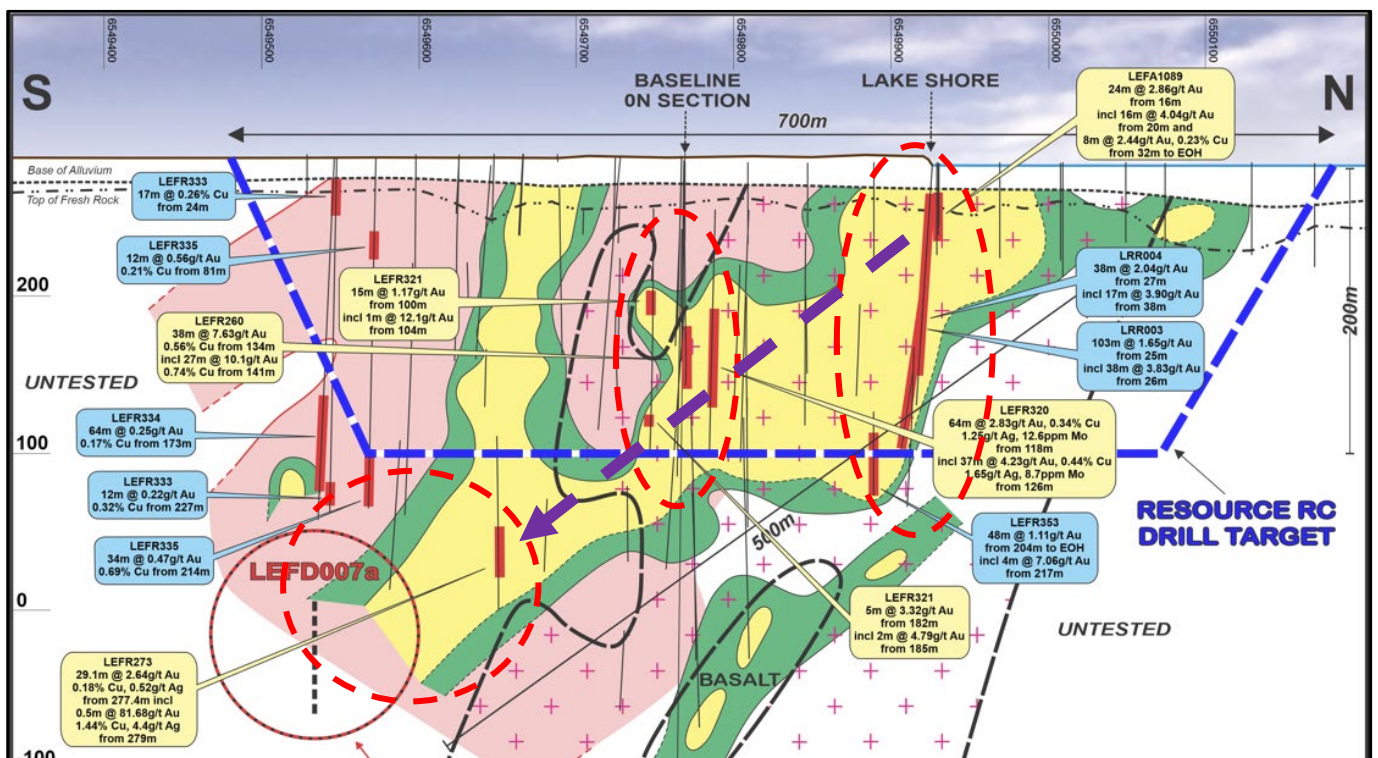 6549400
6549500
6549600
6549700
6549800
6549900
6550000
6550100
S
N
BASELINE
0N SECTION
LAKE SHORE
700m
LEFA1089
24m @ 2.86g/t Au
from 16m
incl 16m @ 4.04g/t Au
from 20m and
8m @ 2.44g/t Au, 0.23% Cu
from 32m to EOH
Base of Alluvium
Top of Fresh Rock
LEFR333
17m @ 0.26% Cu
from 24m
LEFR335
12m @ 0.56g/t Au
0.21% Cu from 81m
LEFR321
15m @ 1.17g/t Au
from 100m
incl 1m @ 12.1g/t Au
from 104m
LRR004
38m @ 2.04g/t Au
from 27m
incl 17m @ 3.90g/t Au
from 38m
200
200m
LEFR260
38m @ 7.63g/t Au
0.56% Cu from 134m
incl 27m @ 10.1g/t Au
0.74% Cu from 141m
LRR003
103m @ 1.65g/t Au
from 25m
incl 38m @ 3.83g/t Au
from 26m
UNTESTED
LEFR334
64m @ 0.25g/t Au
0.17% Cu from 173m
LEFR320
64m @ 2.83g/t Au, 0.34% Cu
1.25g/t Ag, 12.6ppm Mo
from 118m
incl 37m @ 4.23g/t Au, 0.44% Cu
1.65g/t Ag, 8.7ppm Mo
from 126m
100
LEFR333
12m @ 0.22g/t Au
0.32% Cu from 227m
RESOURCE RC
DRILL TARGET
LEFR335
34m @ 0.47g/t Au
0.69% Cu from 214m
500m
LEFR353
48m @ 1.11g/t Au
from 204m to EOH
incl 4m @ 7.06g/t Au
from 217m
LEFD007a
0
LEFR321
5m @ 3.32g/t Au
from 182m
incl 2m @ 4.79g/t Au
from 185m
UNTESTED
LEFR273
29.1m @ 2.64g/t Au
0.18% Cu, 0.52g/t Ag
from 277.4m incl
0.5m @ 81.68g/t Au
1.44% Cu, 4.4g/t Ag
from 279m
BASALT
100